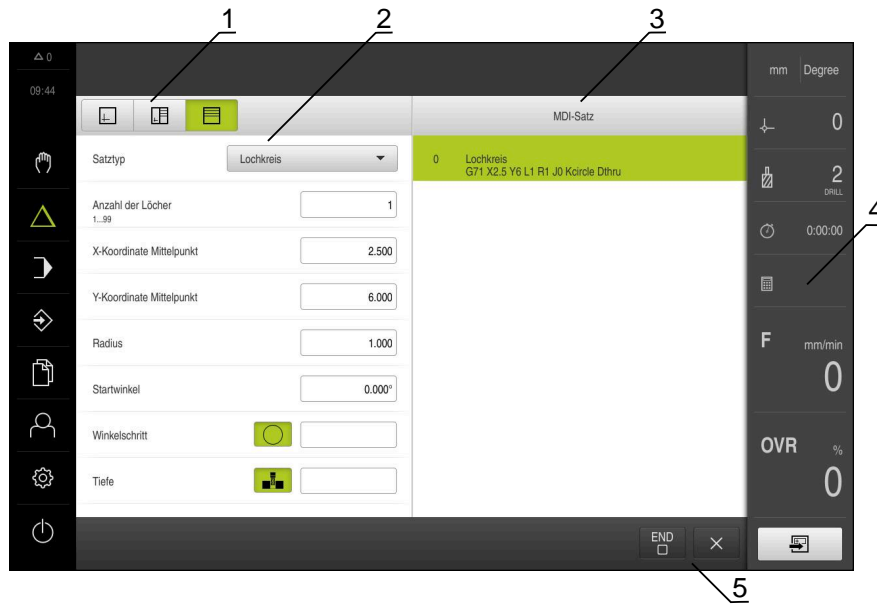 1
2
3
0
09:44
mm Degree
MDI-Satz
0
Satztyp
Lochkreis
0 Lochkreis
G71 X2.5 Y6 L1 R1 J0 Kcircle Dthru
2
DRILL
Anzahl der Löcher
1...99
1
4
0:00:00
X-Koordinate Mittelpunkt
2.500
Y-Koordinate Mittelpunkt
6.000
Radius
1.000
F mm/min
0
Startwinkel
0.000°
Winkelschritt
OVR %
0
Tiefe
END
5